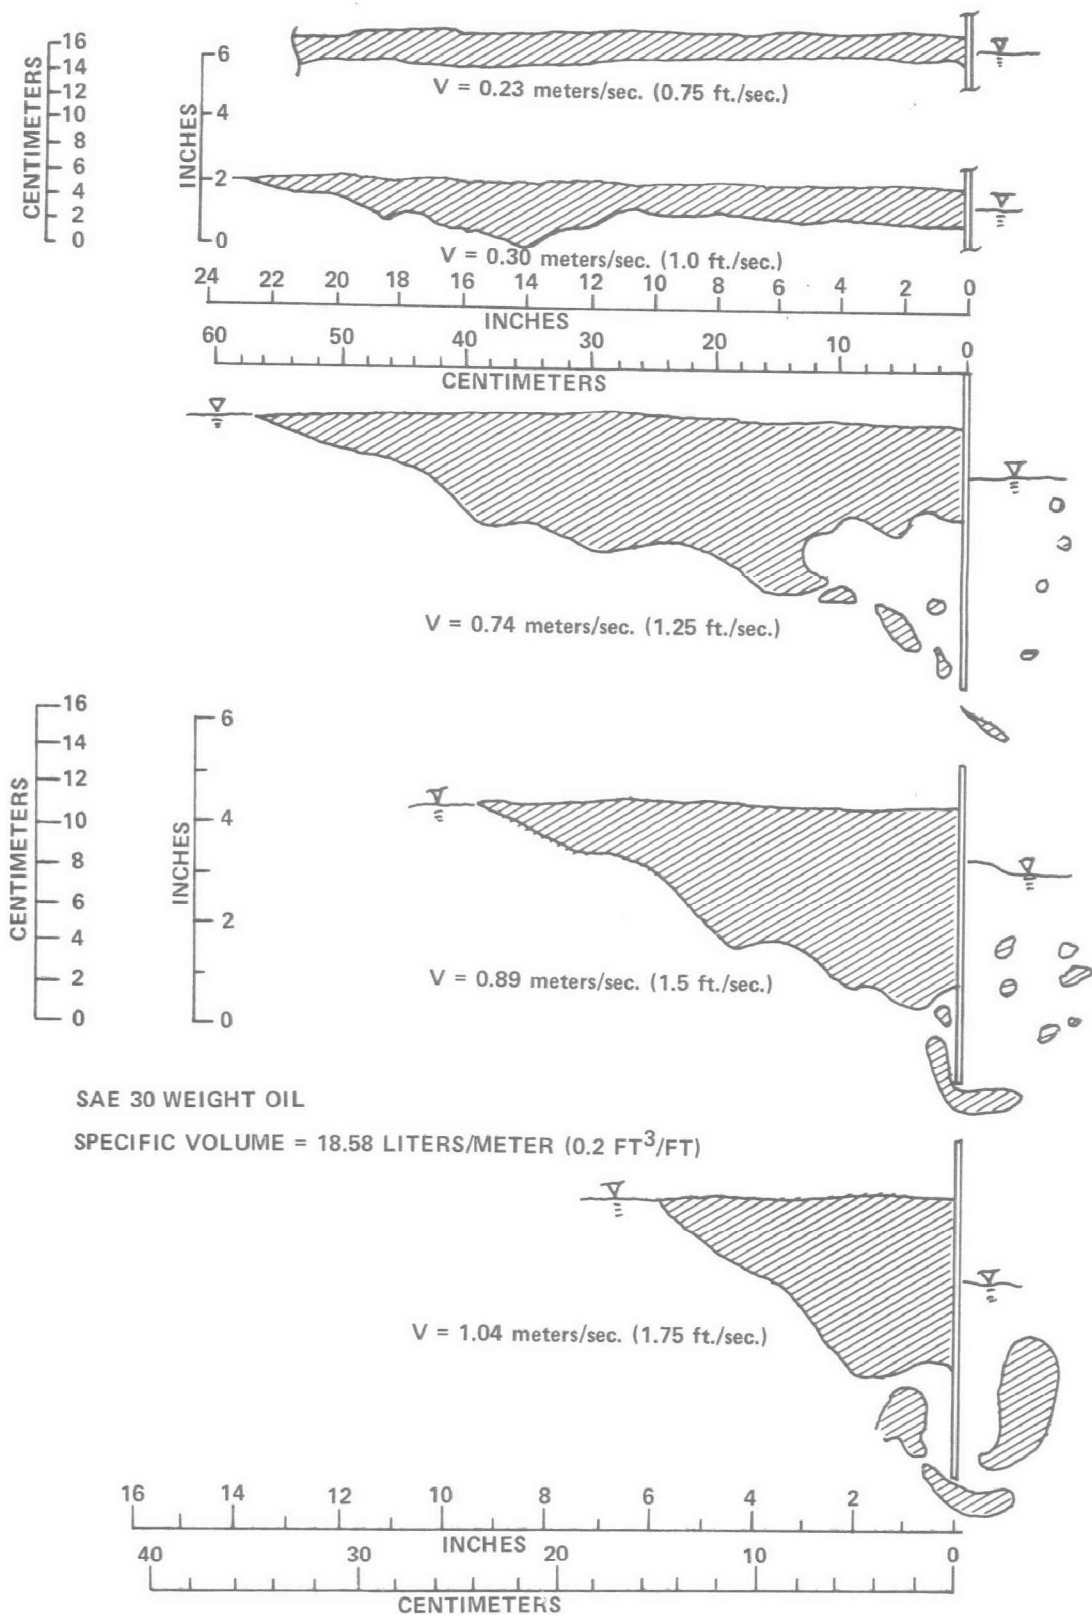 16
14
12
10
8
6
4
2
0
CENTIMETERS
6
4
2
0
INCHES
V = 0.23 meters/sec. (0.75 ft./sec.)
V = 0.30 meters/sec. (1.0 ft./sec.)
24 22 20 18 16 14 12 10 8 6 4 2 0
INCHES
60 50 40 30 20 10 0
CENTIMETERS
V = 0.74 meters/sec. (1.25 ft./sec.)
16
14
12
10
8
6
4
2
0
CENTIMETERS
6
4
2
0
INCHES
V = 0.89 meters/sec. (1.5 ft./sec.)
SAE 30 WEIGHT OIL
SPECIFIC VOLUME = 18.58 LITERS/METER (0.2 FT³/FT)
V = 1.04 meters/sec. (1.75 ft./sec.)
16 14 12 10 8 6 4 2
INCHES
40 30 20 10 0
CENTIMETERS